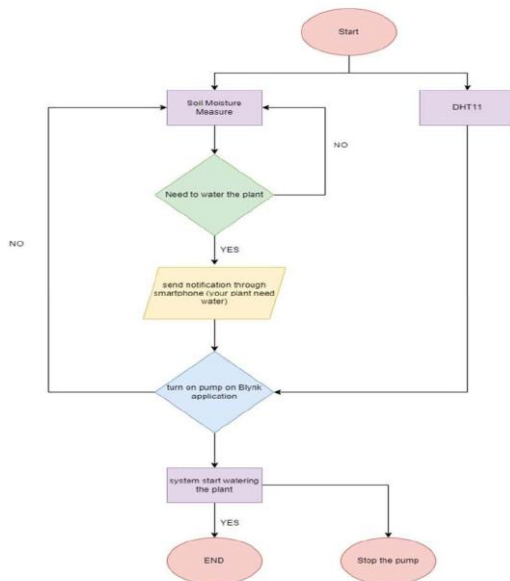 Start
Soil Moisture
Measure
DHT11
NO
Need to water the plant
NO
YES
send notification through
smartphone (your plant need
water)
turn on pump on Blynk
application
system start watering
the plant
YES
END
Stop the pump